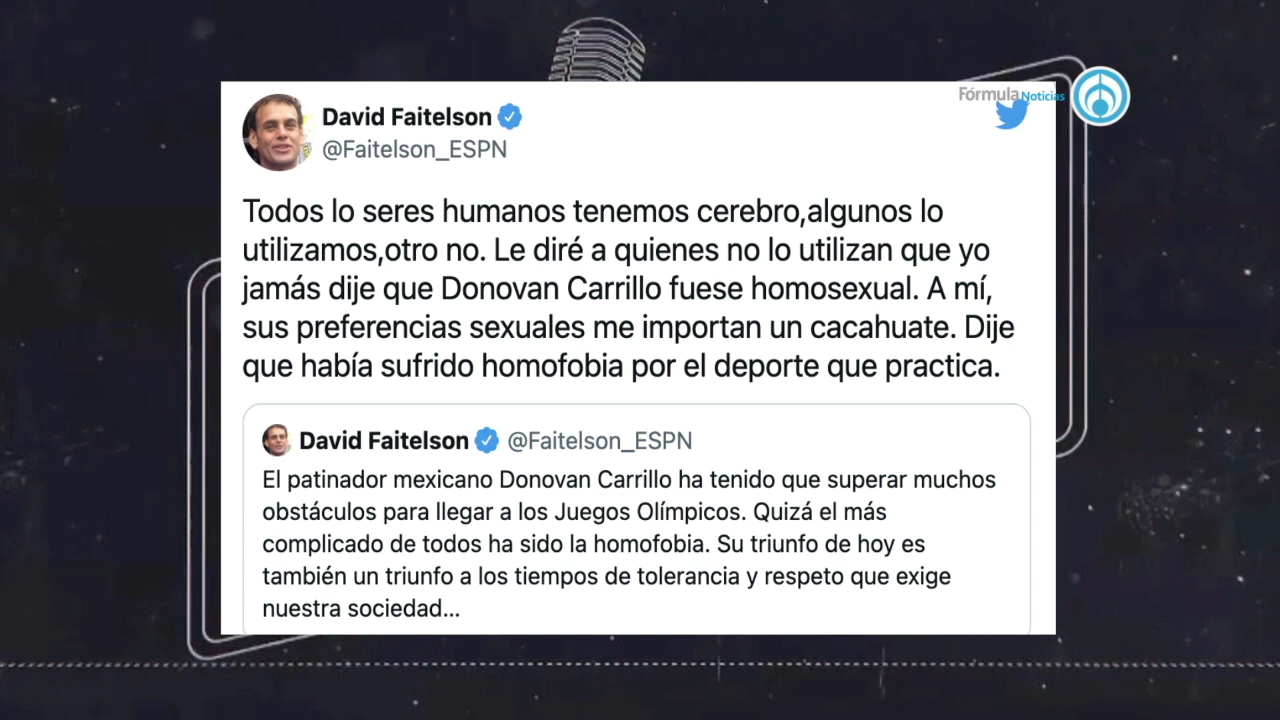 Fórmula Noticias
David Faitelson
@Faitelson_ESPN
Todos lo seres humanos tenemos cerebro,algunos lo
utilizamos,otro no. Le diré a quienes no lo utilizan que yo
jamás dije que Donovan Carrillo fuese homosexual. A mí,
sus preferencias sexuales me importan un cacahuate. Dije
que había sufrido homofobia por el deporte que practica.
David Faitelson @Faitelson_ESPN
El patinador mexicano Donovan Carrillo ha tenido que superar muchos
obstáculos para llegar a los Juegos Olímpicos. Quizá el más
complicado de todos ha sido la homofobia. Su triunfo de hoy es
también un triunfo a los tiempos de tolerancia y respeto que exige
nuestra sociedad...